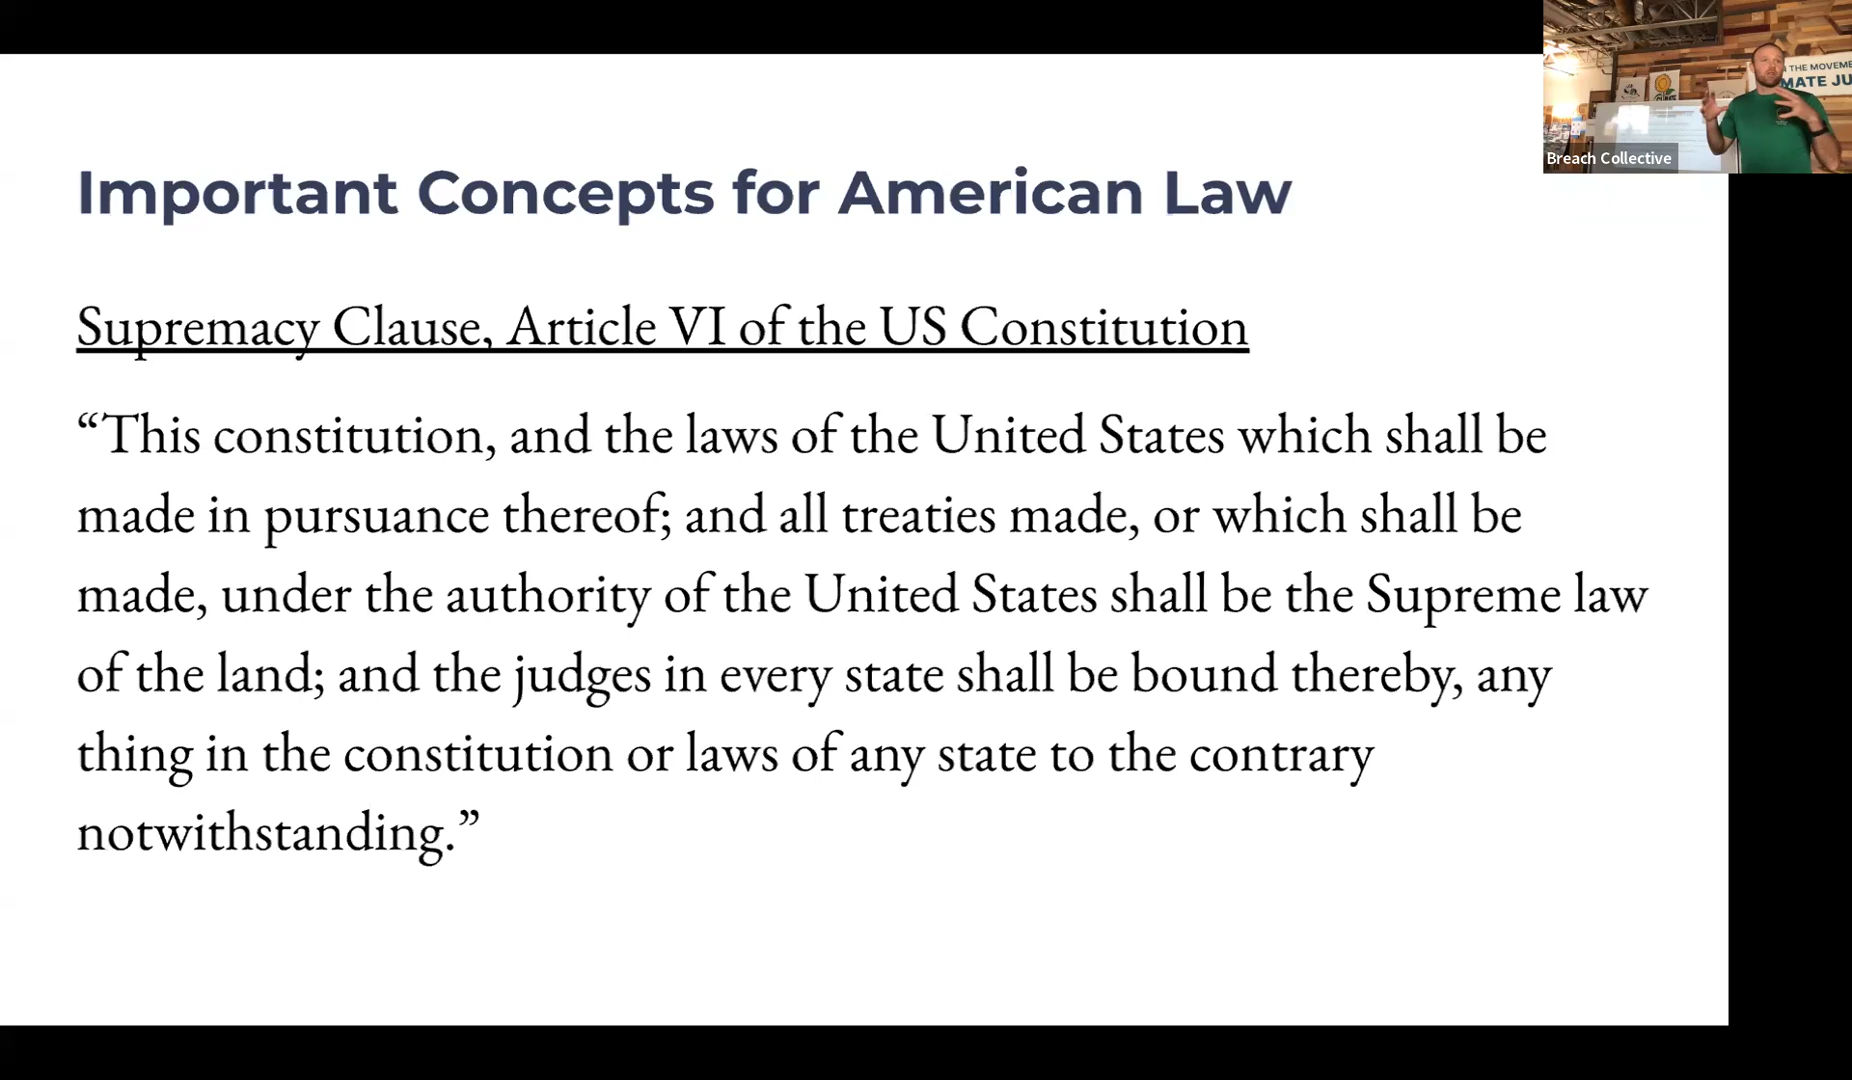 Important Concepts for American Law
Supremacy Clause, Article VI of the US Constitution
“This constitution, and the laws of the United States which shall be
made in pursuance thereof; and all treaties made, or which shall be
made, under the authority of the United States shall be the Supreme law
of the land; and the judges in every state shall be bound thereby, any
thing in the constitution or laws of any state to the contrary
notwithstanding.”
THE MOVEME
MATE JU
Breach Collective